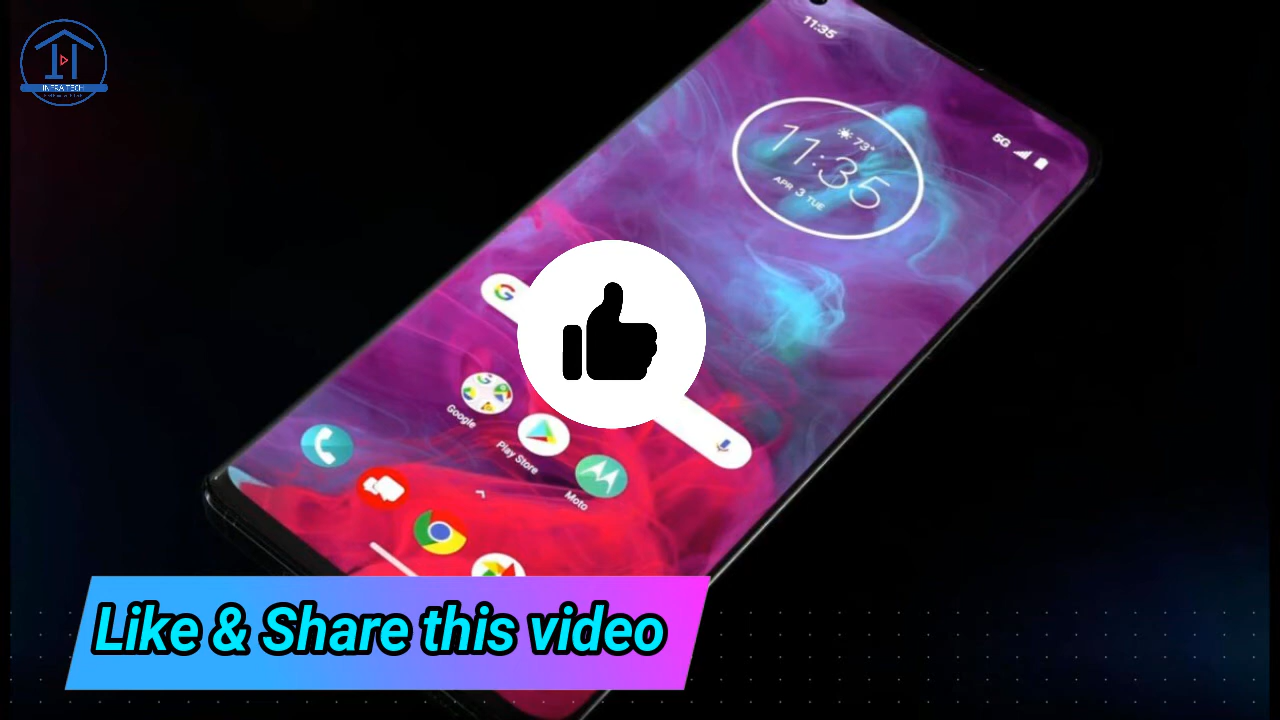 11:35
5G
73°
11:35
APR 3 TUE
INFRA TECH
Google
Play Store
Moto
Like & Share this video